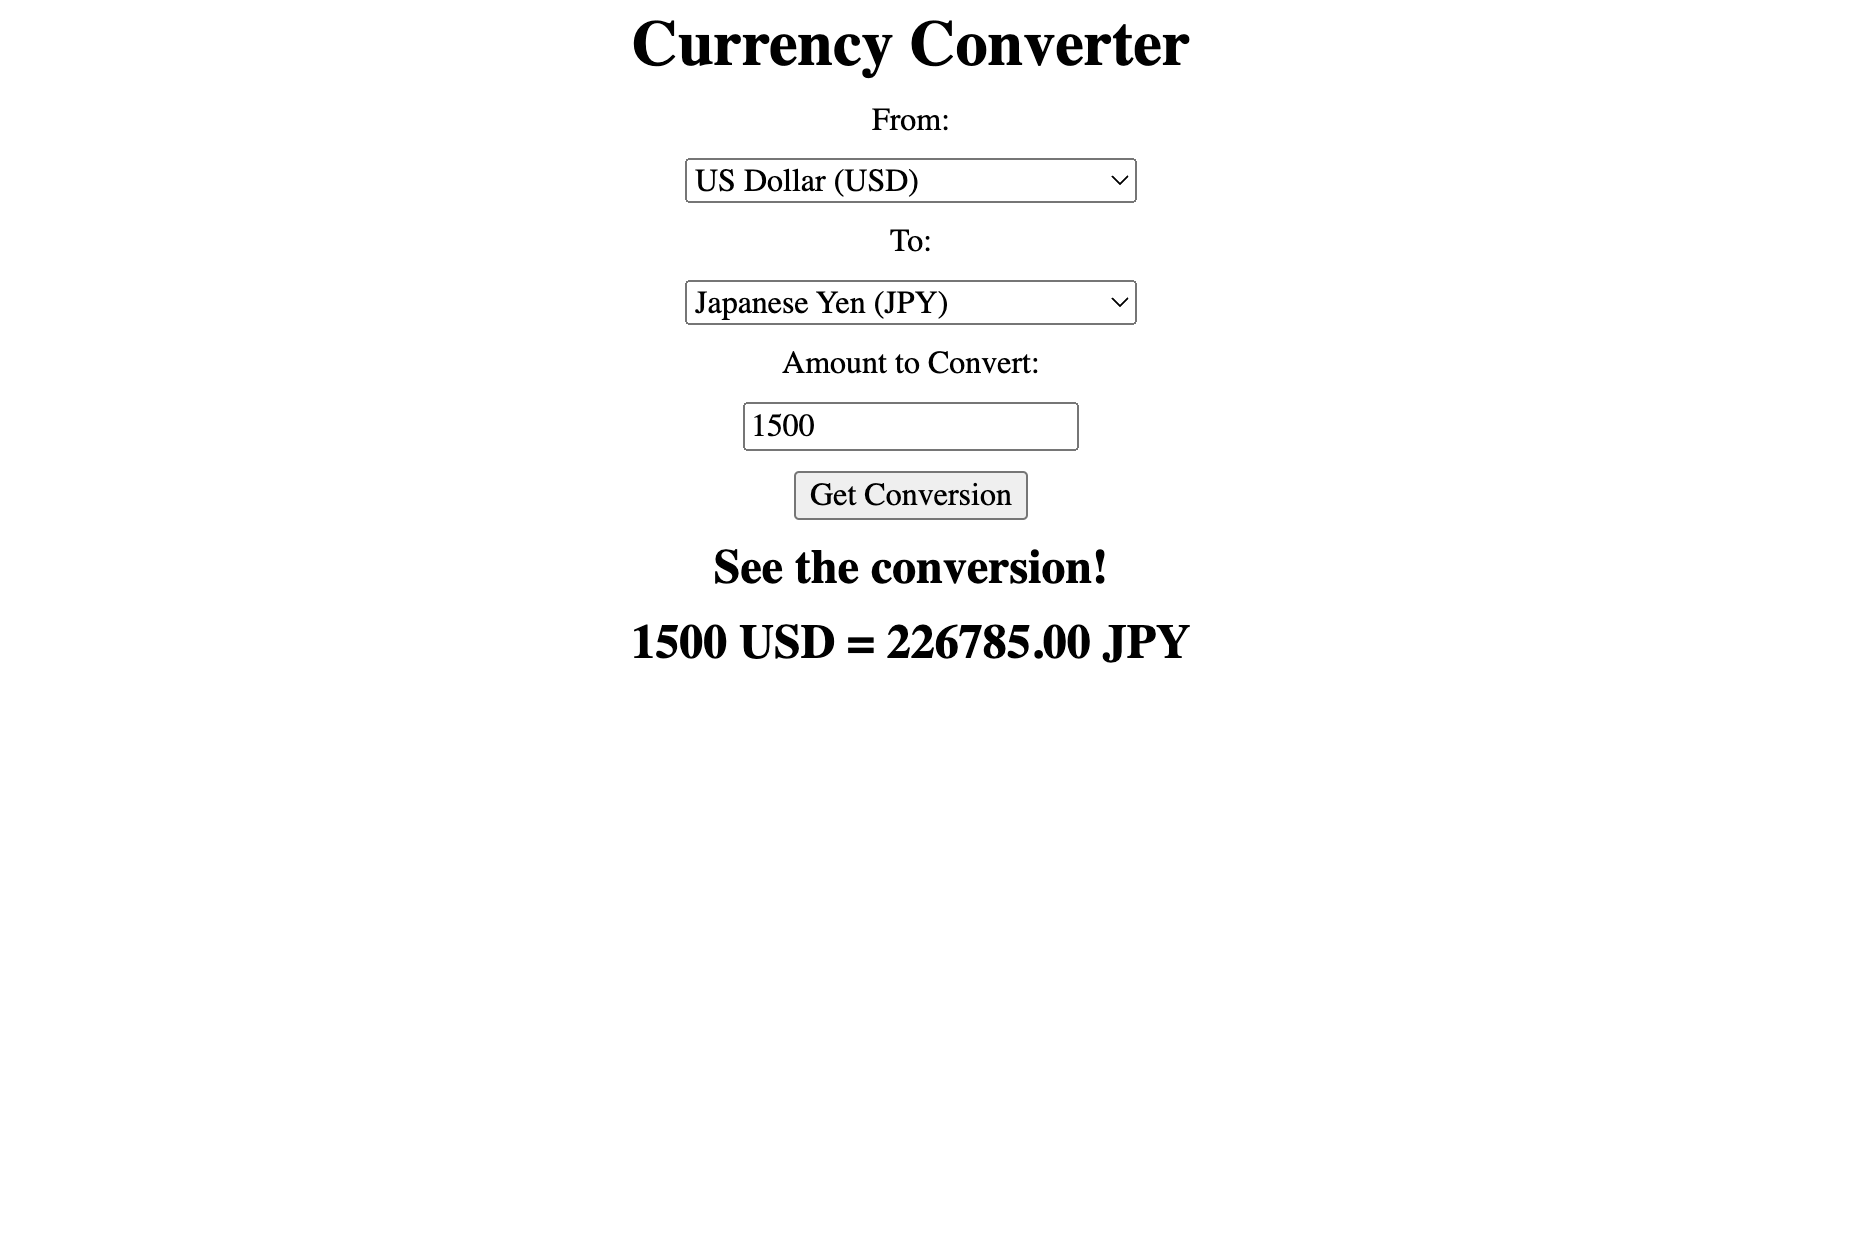 Currency Converter
From:
US Dollar (USD)
To:
Japanese Yen (JPY)
Amount to Convert:
1500
Get Conversion
See the conversion!
1500 USD = 226785.00 JPY